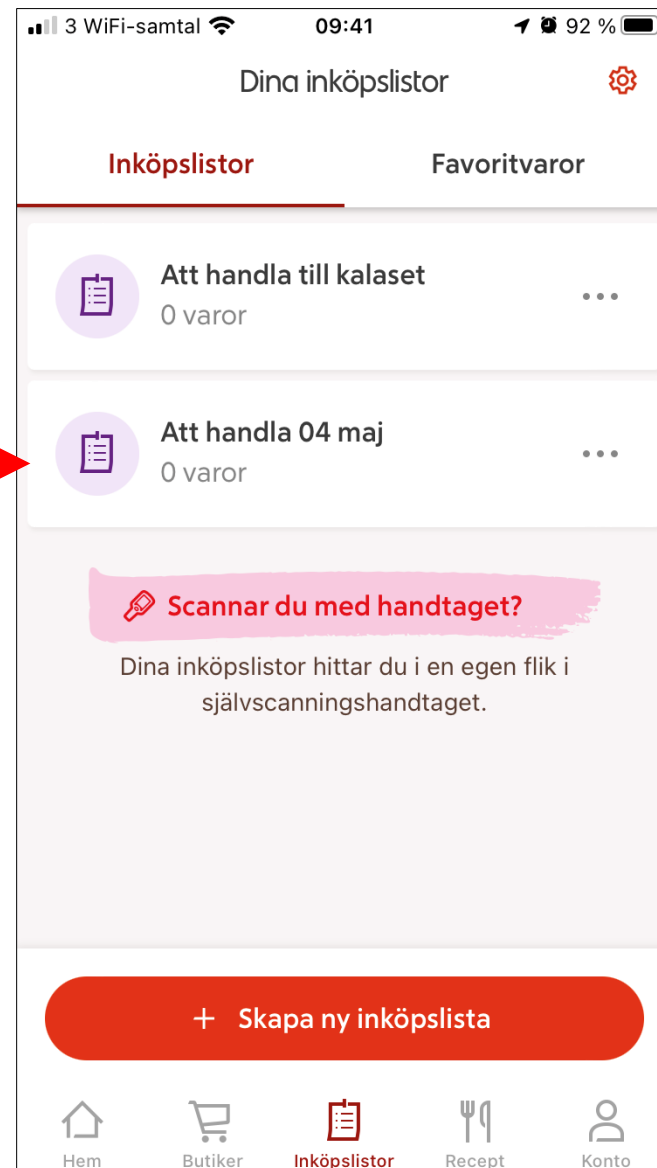 3 WiFi-samtal 09:41 92 %
Dina inköpslistor
Inköpslistor Favoritvaror
Att handla till kalaset
0 varor
Att handla 04 maj
0 varor
Scannar du med handtaget?
Dina inköpslistor hittar du i en egen flik i
självscanningshandtaget.
+ Skapa ny inköpslista
Hem Butiker Inköpslistor Recept Konto